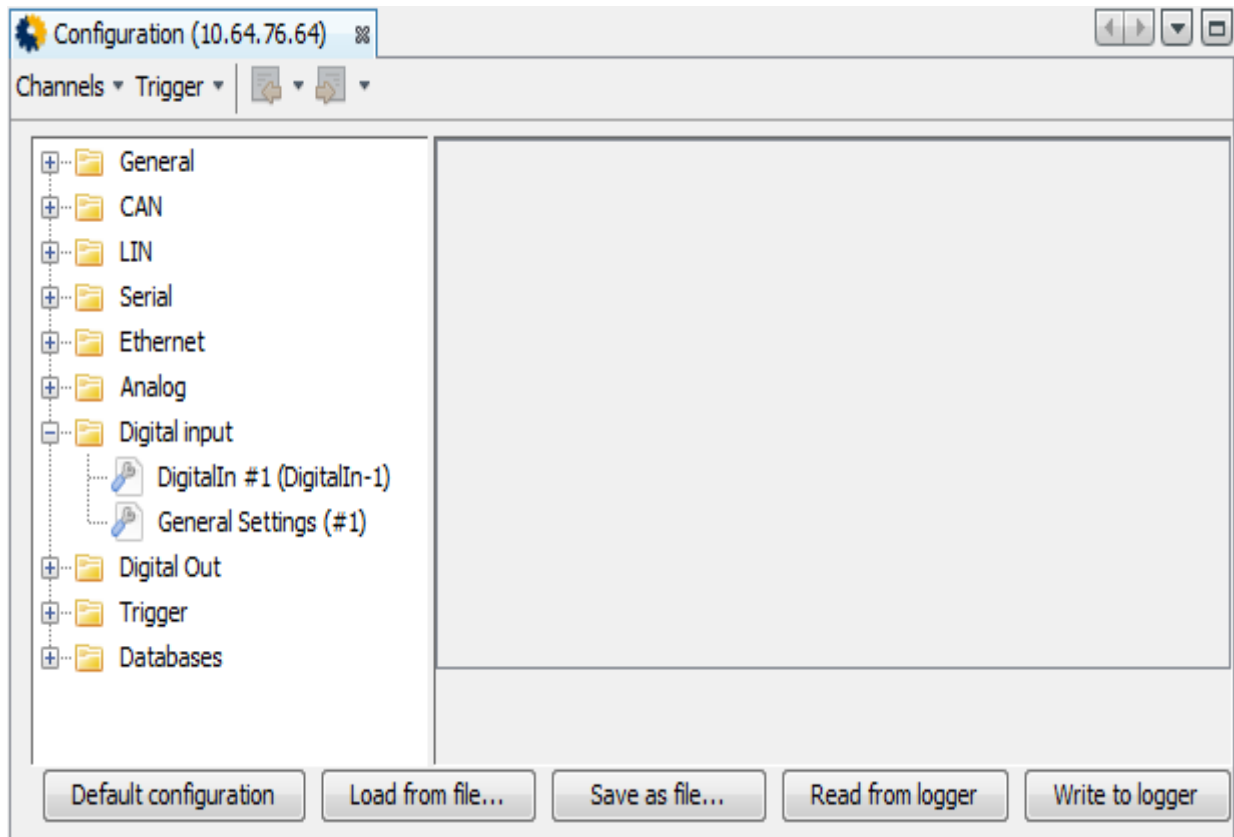 Configuration (10.64.76.64)
Channels Trigger
General
CAN
LIN
Serial
Ethernet
Analog
Digital input
DigitalIn #1 (DigitalIn-1)
General Settings (#1)
Digital Out
Trigger
Databases
Default configuration Load from file... Save as file... Read from logger Write to logger